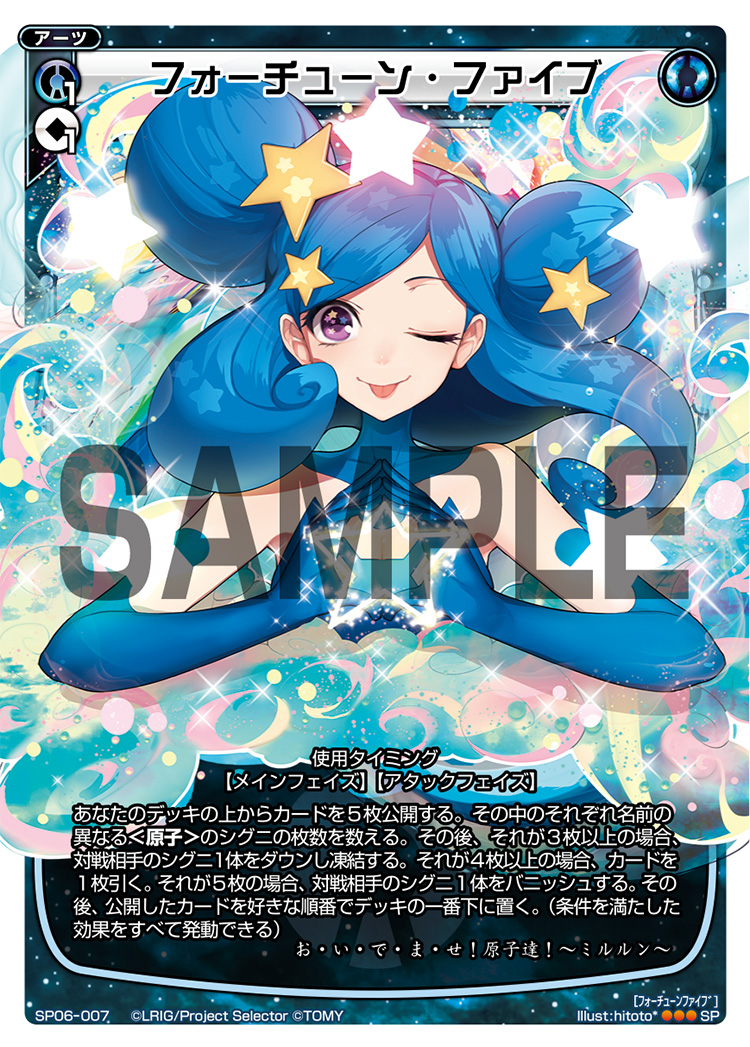 アーツ
フォーチューン・ファイブ
1
1
SAMPLE
使用タイミング
【メインフェイズ】【アタックフェイズ】
あなたのデッキの上からカードを5枚公開する。その中のそれぞれ名前の
異なる<原子>のシグニの枚数を数える。その後、それが3枚以上の場合、
対戦相手のシグニ1体をダウンし凍結する。それが4枚以上の場合、カードを
1枚引く。それが5枚の場合、対戦相手のシグニ1体をバニッシュする。その
後、公開したカードを好きな順番でデッキの一番下に置く。(条件を満たした
効果をすべて発動できる)
お・い・で・ま・せ!原子達!~ミルルン~
[フォーチューンファイブ]
SP06-007 ©LRIG/Project Selector ©TOMY Illust:hitoto* SP